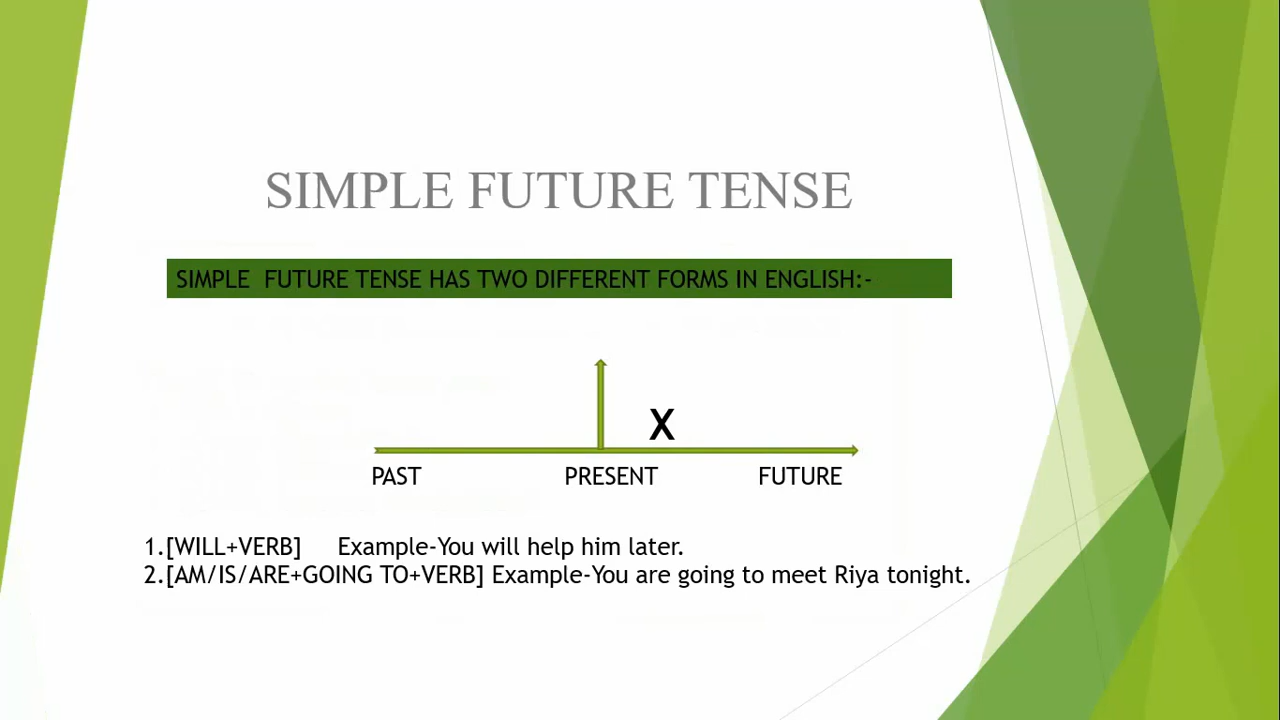 SIMPLE FUTURE TENSE
SIMPLE FUTURE TENSE HAS TWO DIFFERENT FORMS IN ENGLISH:-
X
PAST PRESENT FUTURE
1.[WILL+VERB] Example-You will help him later.
2.[AM/IS/ARE+GOING TO+VERB] Example-You are going to meet Riya tonight.